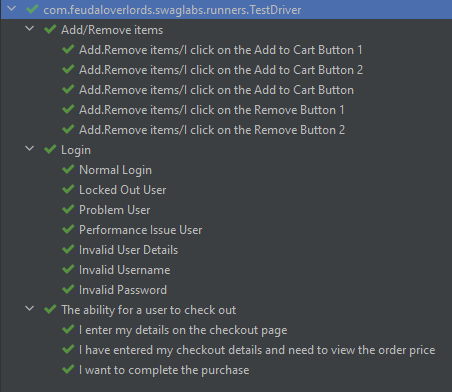 com.feudaloverlords.swaglabs.runners.TestDriver
Add/Remove items
Add.Remove items/I click on the Add to Cart Button 1
Add.Remove items/I click on the Add to Cart Button 2
Add.Remove items/I click on the Add to Cart Button
Add.Remove items/I click on the Remove Button 1
Add.Remove items/I click on the Remove Button 2
Login
Normal Login
Locked Out User
Problem User
Performance Issue User
Invalid User Details
Invalid Username
Invalid Password
The ability for a user to check out
I enter my details on the checkout page
I have entered my checkout details and need to view the order price
I want to complete the purchase